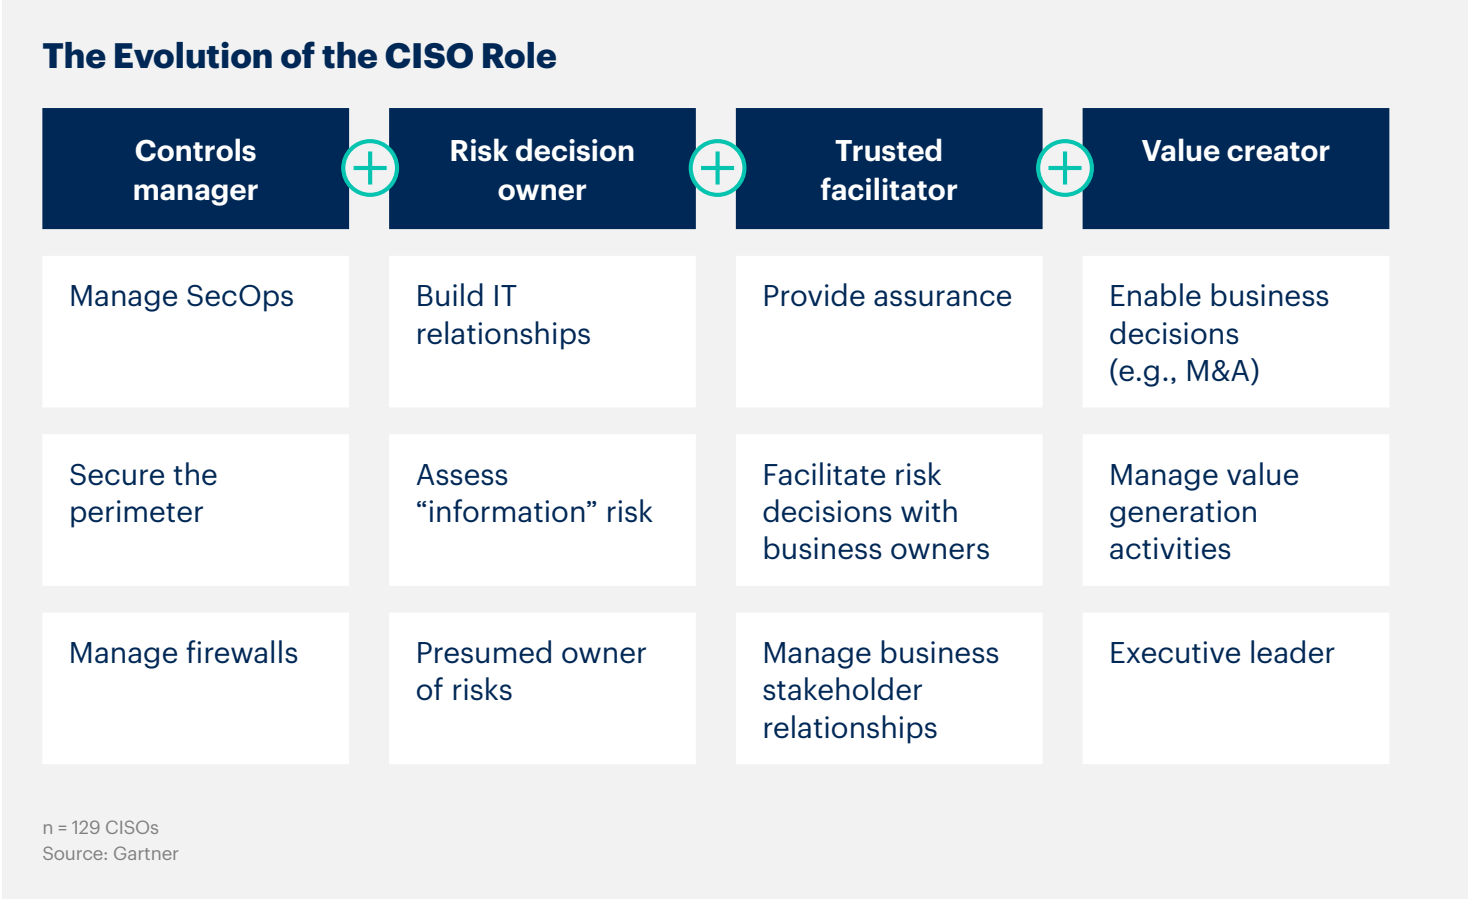 The Evolution of the CISO Role
Controls
manager
Risk decision
owner
Trusted
facilitator
Value creator
Manage SecOps
Build IT
relationships
Provide assurance
Enable business
decisions
(e.g., M&A)
Secure the
perimeter
Assess
“information” risk
Facilitate risk
decisions with
business owners
Manage value
generation
activities
Manage firewalls
Presumed owner
of risks
Manage business
stakeholder
relationships
Executive leader
n = 129 CISOs
Source: Gartner